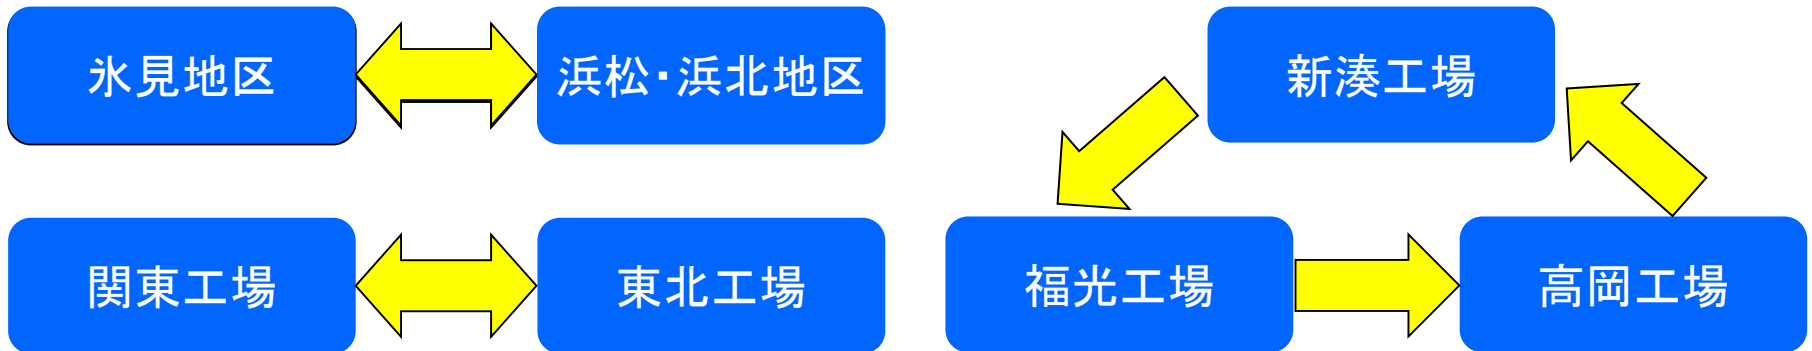 氷見地区
浜松・浜北地区
新湊工場
関東工場
東北工場
福光工場
高岡工場